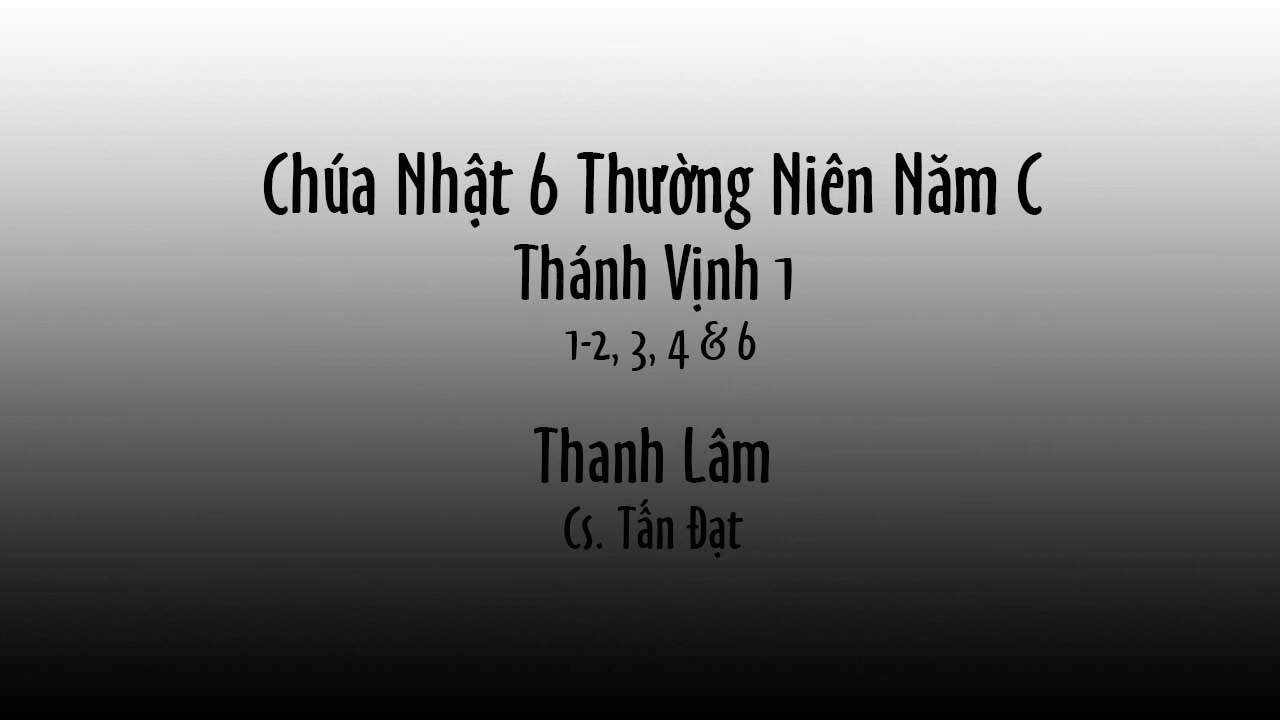 Chúa Nhật 6 Thường Niên Năm C
Thánh Vịnh 1
1-2, 3, 4 & 6
Thanh Lâm
Cs. Tấn Đạt